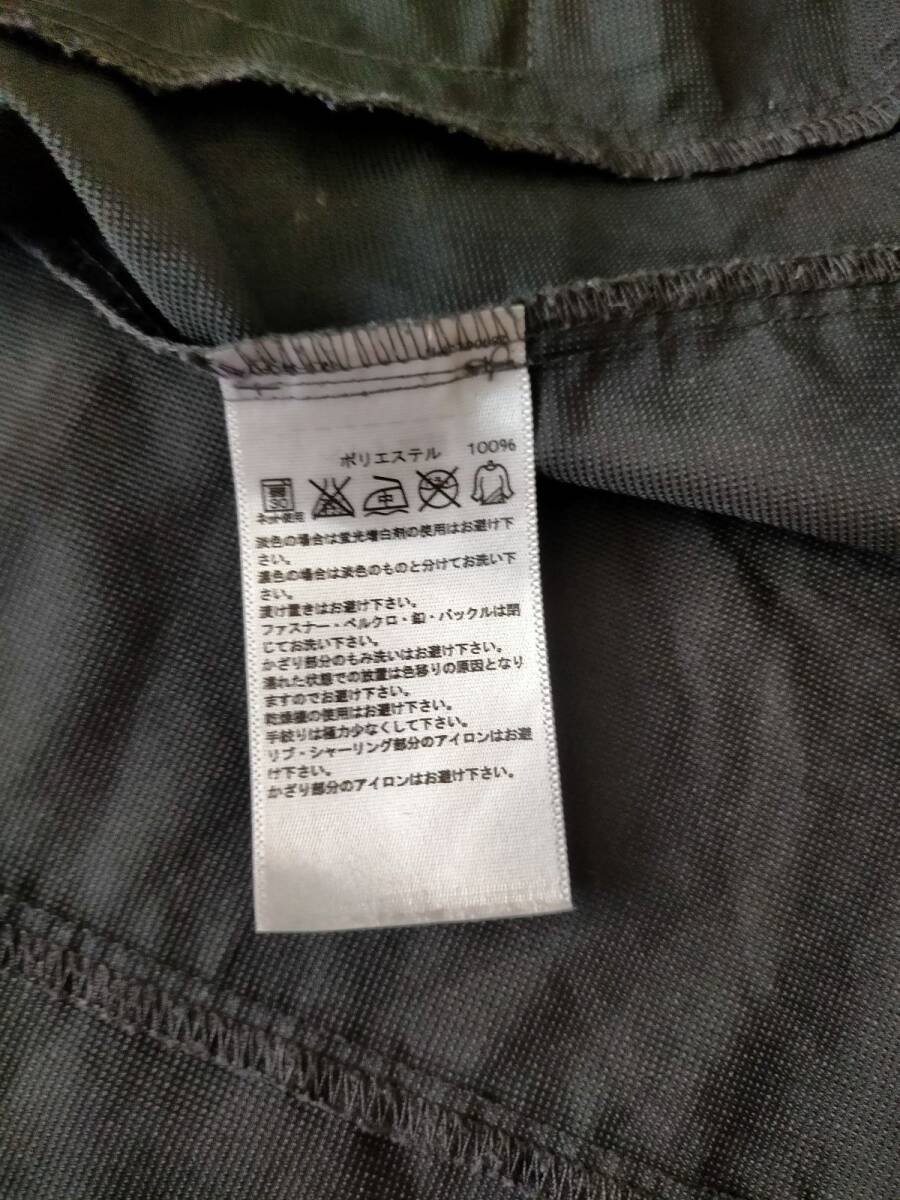 ポリエステル 100%
弱 30 中
ネット使用
淡色の場合は蛍光増白剤の使用はお避け下
さい。
濃色の場合は淡色のものと分けてお洗い下
さい。
漬け置きはお避け下さい。
ファスナー・ベルクロ・釦・バックルは閉
じてお洗い下さい。
かざり部分のもみ洗いはお避け下さい。
濡れた状態での放置は色移りの原因となり
ますのでお避け下さい。
乾燥機の使用はお避け下さい。
手絞りは極力少なくして下さい。
リブ・シャーリング部分のアイロンはお避
け下さい。
かざり部分のアイロンはお避け下さい。